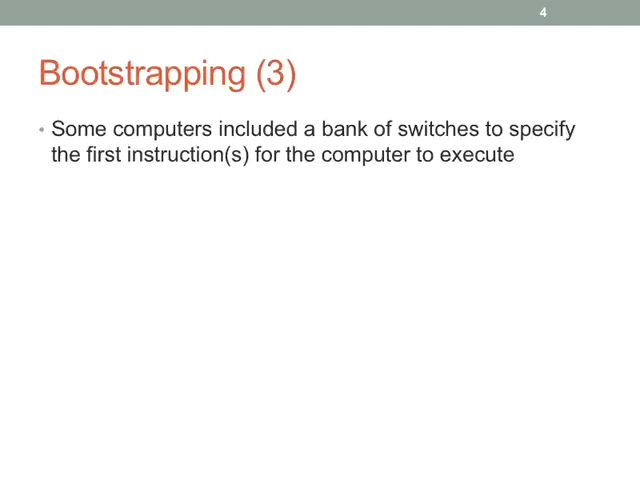 4
Bootstrapping (3)
• Some computers included a bank of switches to specify
the first instruction(s) for the computer to execute